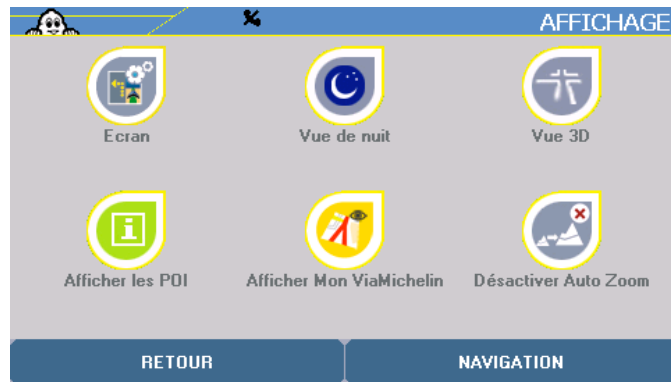 AFFICHAGE
Ecran
Vue de nuit
Vue 3D
Afficher les POI
Afficher Mon ViaMichelin
Désactiver Auto Zoom
RETOUR
NAVIGATION